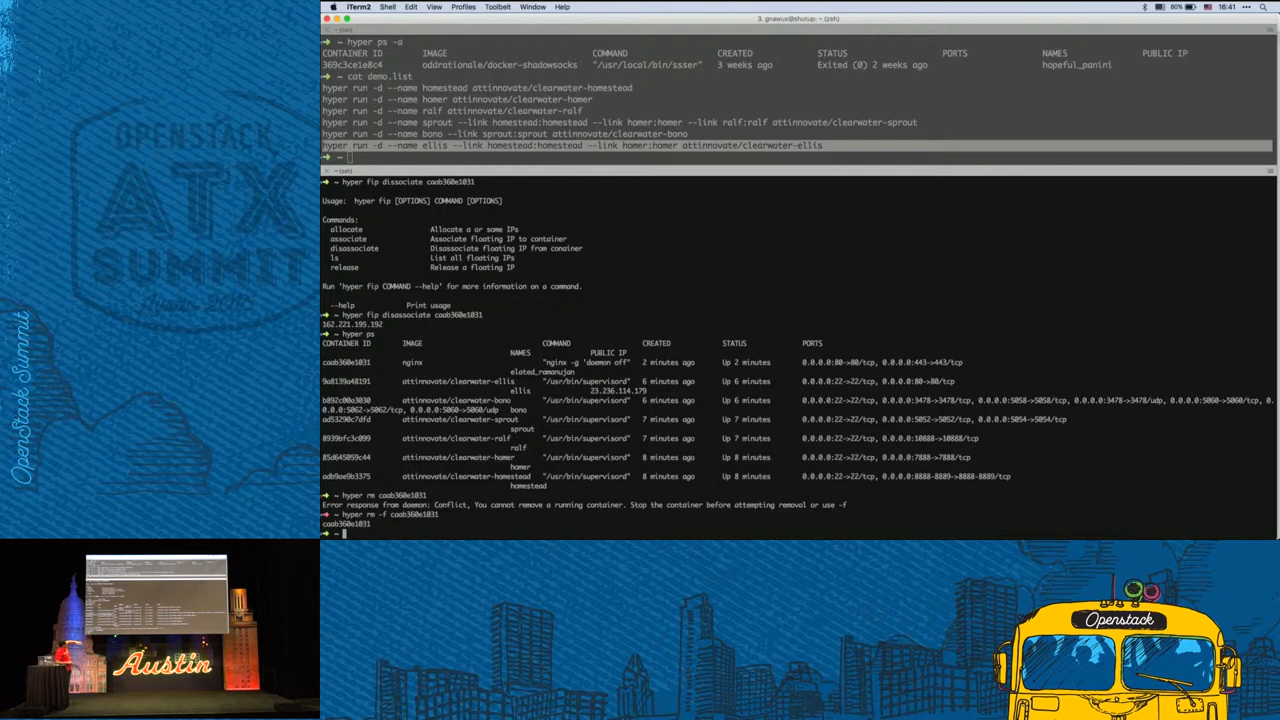 iTerm2 Shell Edit View Profiles Toolbelt Window Help 80% 16:41
3. gnawux@shutup: ~ (zsh)
~ (zsh)
~ hyper ps -a
CONTAINER ID IMAGE COMMAND CREATED STATUS PORTS NAMES PUBLIC IP
369c3ce1e8c4 oddrationale/docker-shadowsocks "/usr/local/bin/ssser" 3 weeks ago Exited (0) 2 weeks ago hopeful_panini
~ cat demo.list
hyper run -d --name homestead attinnovate/clearwater-homestead
hyper run -d --name homer attinnovate/clearwater-homer
hyper run -d --name ralf attinnovate/clearwater-ralf
hyper run -d --name sprout --link homestead:homestead --link homer:homer --link ralf:ralf attinnovate/clearwater-sprout
hyper run -d --name bono --link sprout:sprout attinnovate/clearwater-bono
hyper run -d --name ellis --link homestead:homestead --link homer:homer attinnovate/clearwater-ellis
~
~ (zsh)
~ hyper fip dissociate caab360e1031
Usage: hyper fip [OPTIONS] COMMAND [OPTIONS]
Commands:
allocate Allocate a or some IPs
associate Associate floating IP to container
disassociate Disassociate floating IP from conainer
ls List all floating IPs
release Release a floating IP
Run 'hyper fip COMMAND --help' for more information on a command.
--help Print usage
~ hyper fip disassociate caab360e1031
162.221.195.192
~ hyper ps
CONTAINER ID IMAGE COMMAND CREATED STATUS PORTS
NAMES PUBLIC IP
caab360e1031 nginx "nginx -g 'daemon off" 2 minutes ago Up 2 minutes 0.0.0.0:80->80/tcp, 0.0.0.0:443->443/tcp
elated_ramanujan
9a8139a48191 attinnovate/clearwater-ellis "/usr/bin/supervisord" 6 minutes ago Up 6 minutes 0.0.0.0:22->22/tcp, 0.0.0.0:80->80/tcp
ellis 23.236.114.179
b892c00a3030 attinnovate/clearwater-bono "/usr/bin/supervisord" 6 minutes ago Up 6 minutes 0.0.0.0:22->22/tcp, 0.0.0.0:3478->3478/tcp, 0.0.0.0:5058->5058/tcp, 0.0.0.0:3478->3478/udp, 0.0.0.0:5060->5060/tcp, 0.
0.0.0:5062->5062/tcp, 0.0.0.0:5060->5060/udp bono
ad53290c7dfd attinnovate/clearwater-sprout "/usr/bin/supervisord" 7 minutes ago Up 7 minutes 0.0.0.0:22->22/tcp, 0.0.0.0:5052->5052/tcp, 0.0.0.0:5054->5054/tcp
sprout
8939bfc3c099 attinnovate/clearwater-ralf "/usr/bin/supervisord" 7 minutes ago Up 7 minutes 0.0.0.0:22->22/tcp, 0.0.0.0:10888->10888/tcp
ralf
85d645059c44 attinnovate/clearwater-homer "/usr/bin/supervisord" 8 minutes ago Up 8 minutes 0.0.0.0:22->22/tcp, 0.0.0.0:7888->7888/tcp
homer
adb9ae9b3375 attinnovate/clearwater-homestead "/usr/bin/supervisord" 8 minutes ago Up 8 minutes 0.0.0.0:22->22/tcp, 0.0.0.0:8888-8889->8888-8889/tcp
homestead
~ hyper rm caab360e1031
Error response from daemon: Conflict, You cannot remove a running container. Stop the container before attempting removal or use -f
~ hyper rm -f caab360e1031
caab360e1031
~
OPENSTACK
ATX
SUMMIT
OpenStack Summit
Austin
Openstack